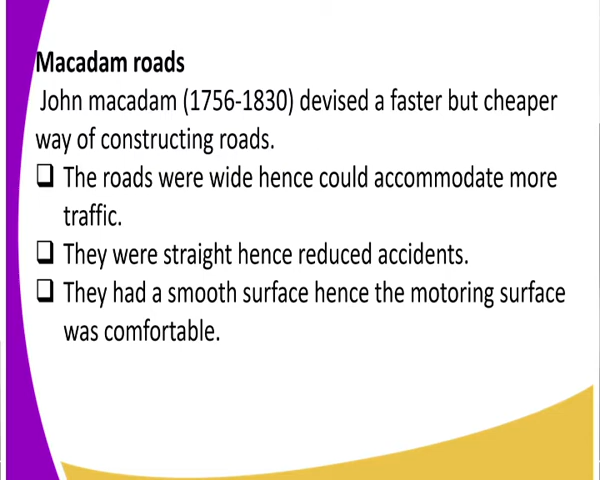 Macadam roads
John macadam (1756-1830) devised a faster but cheaper
way of constructing roads.
❑ The roads were wide hence could accommodate more
traffic.
❑ They were straight hence reduced accidents.
❑ They had a smooth surface hence the motoring surface
was comfortable.